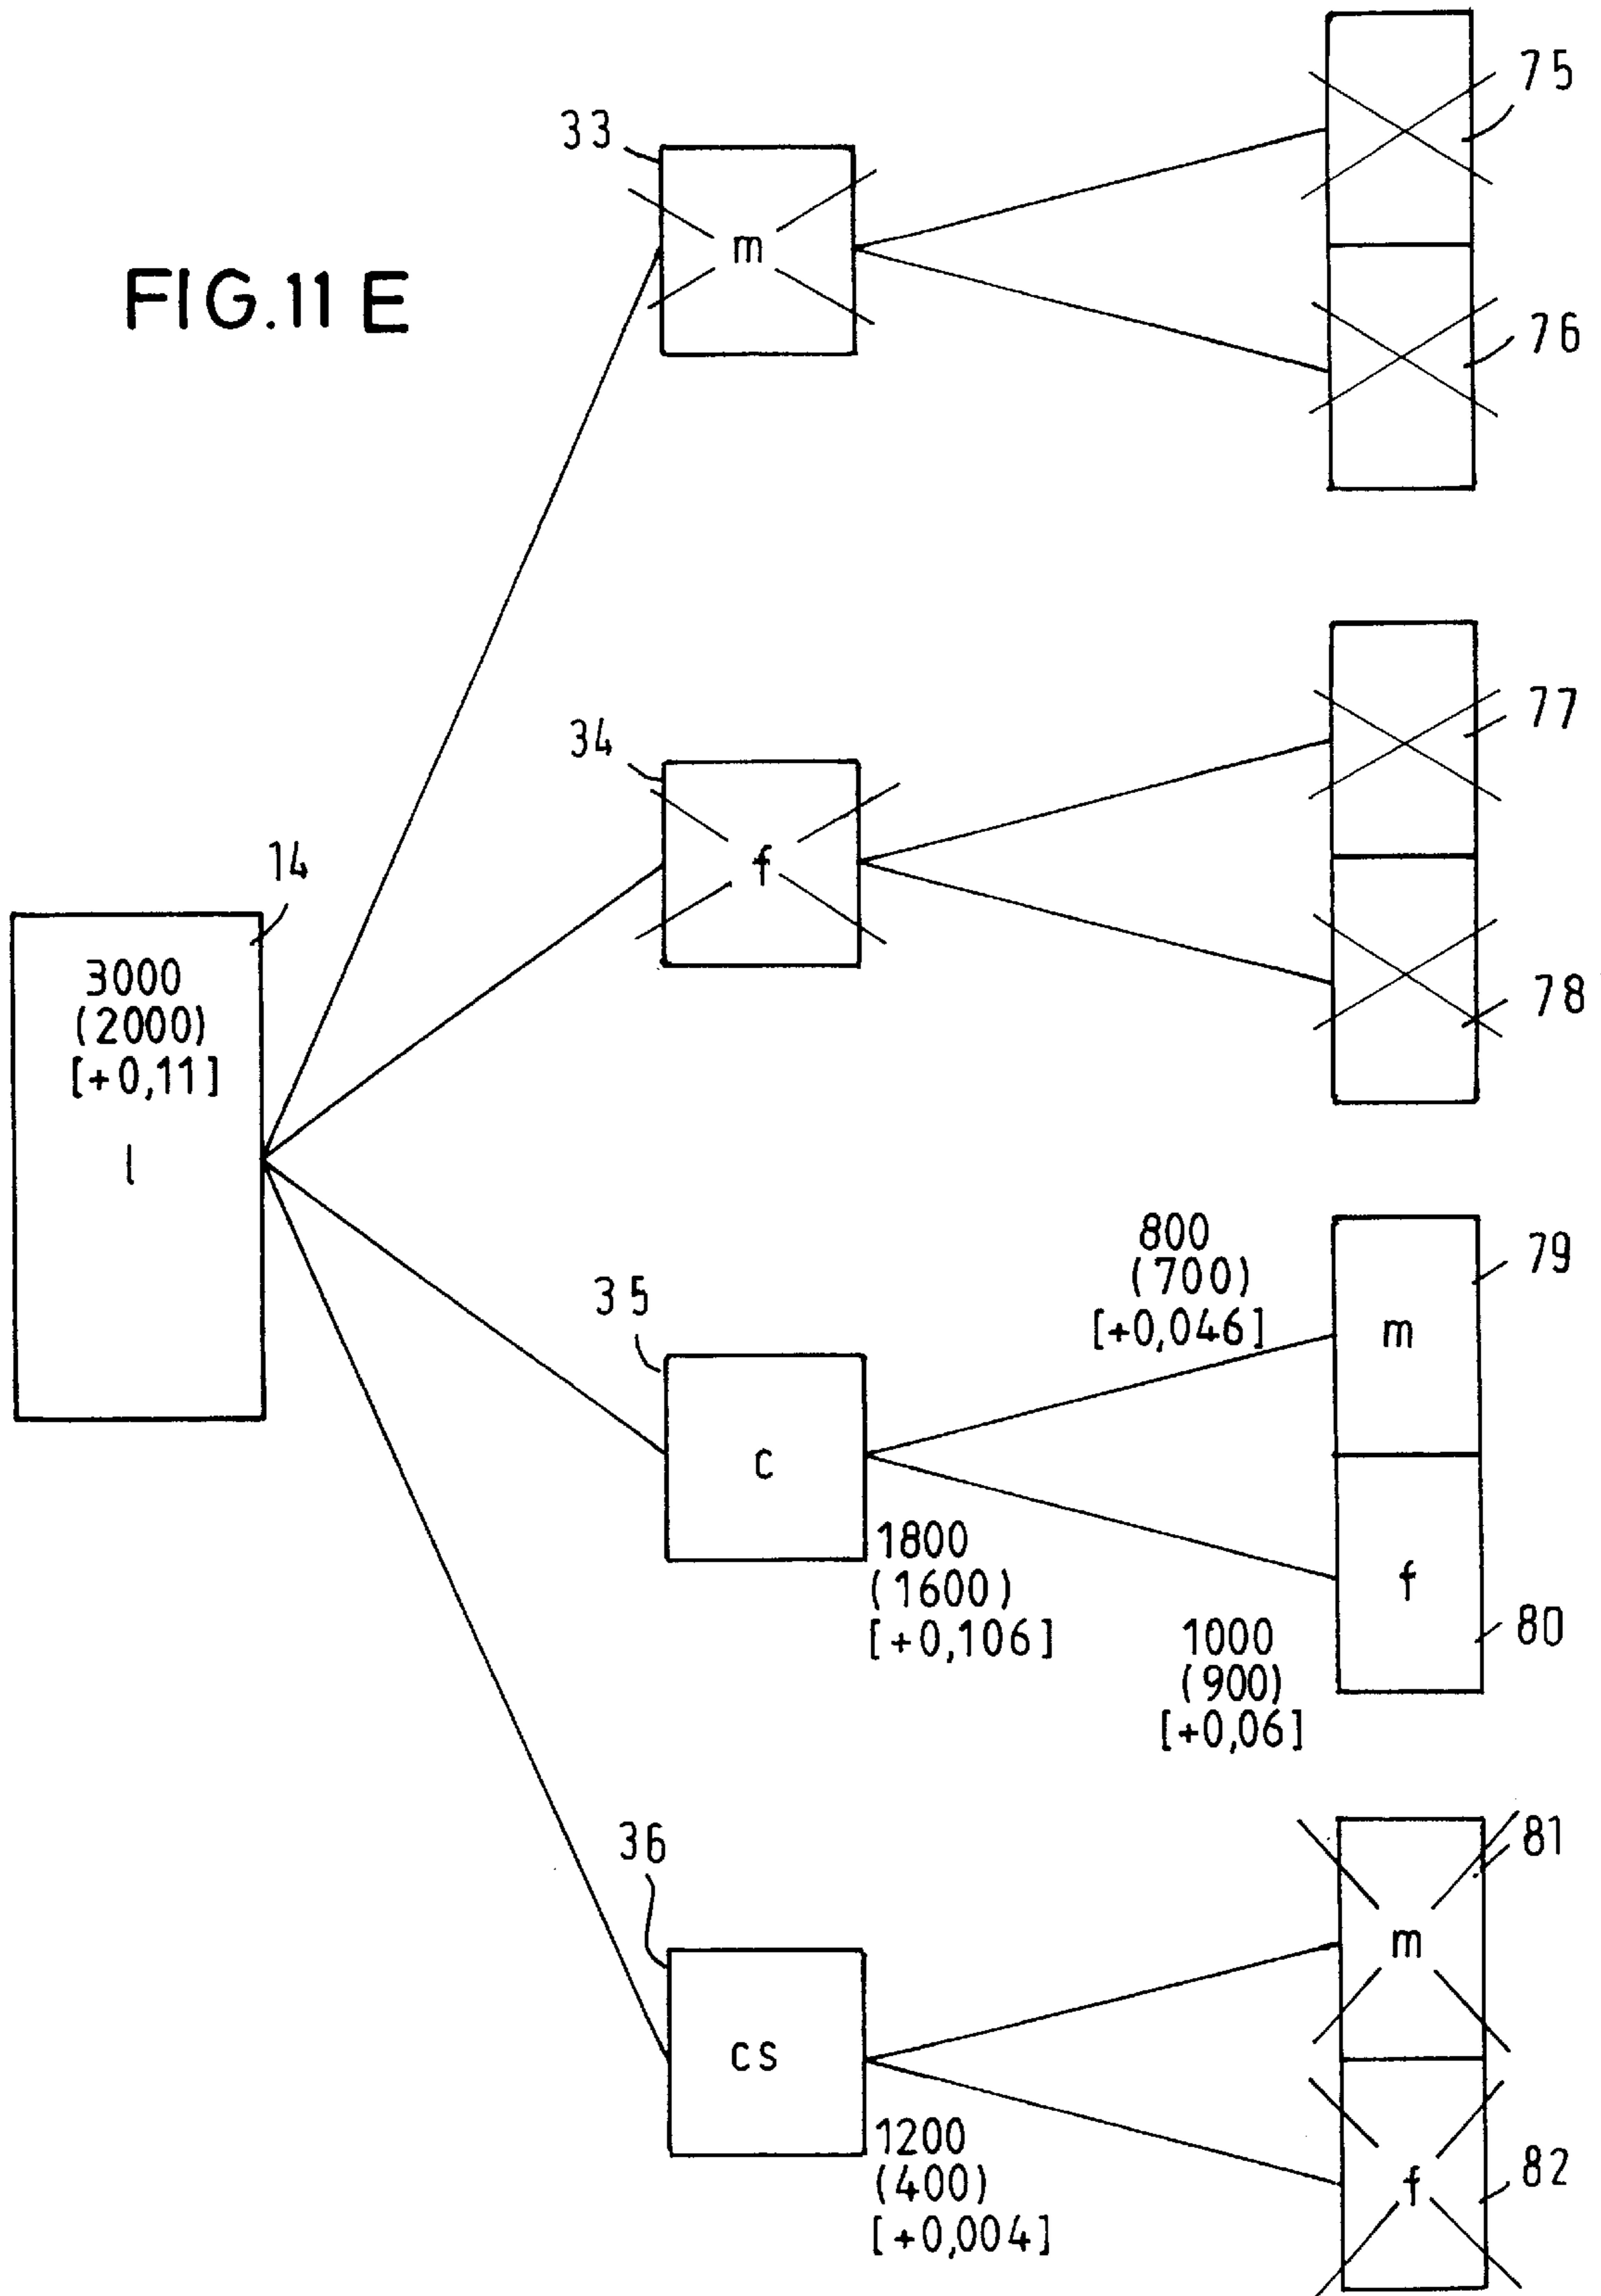 75
33
m
FIG.11 E
76
77
34
f
14
3000
(2000)
[+0,11]
l
78
800
(700)
[+0,046]
79
m
35
c
1800
(1600)
[+0,106]
f
80
1000
(900)
[+0,06]
81
36
m
cs
1200
(400)
[+0,004]
f
82